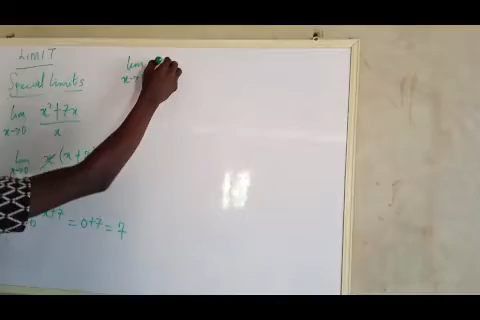 LIMIT
Special Limits
lim x→0 x²+7x / x
lim x→0 x(x+
x+7 = 0+7 = 7
lim x→